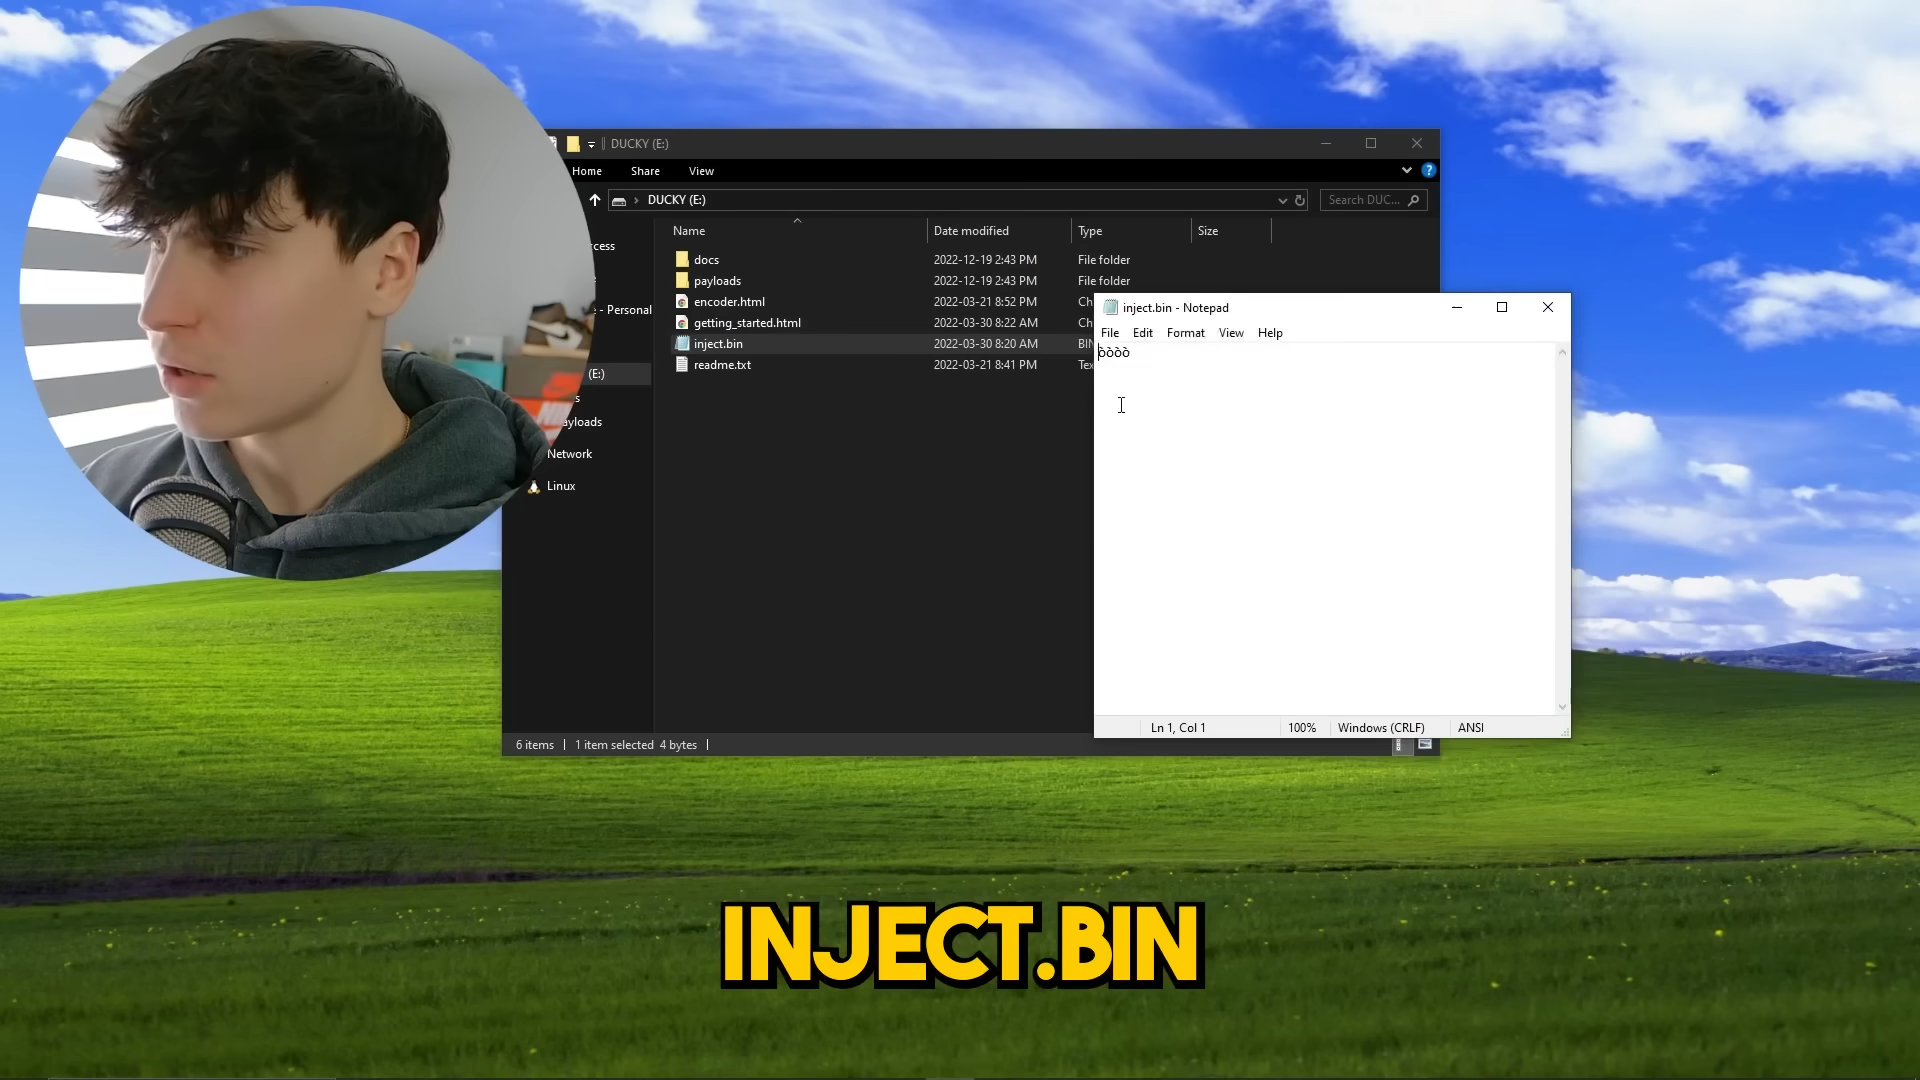 DUCKY (E:)
Home Share View
DUCKY (E:) Search DUC...
Name Date modified Type Size
docs 2022-12-19 2:43 PM File folder
payloads 2022-12-19 2:43 PM File folder
encoder.html 2022-03-21 8:52 PM Ch
getting_started.html 2022-03-30 8:22 AM Ch
inject.bin 2022-03-30 8:20 AM BIN
readme.txt 2022-03-21 8:41 PM Tex
cess
e - Personal
(E:)
s
ayloads
Network
Linux
6 items 1 item selected 4 bytes
inject.bin - Notepad
File Edit Format View Help
òòòò
Ln 1, Col 1 100% Windows (CRLF) ANSI
INJECT.BIN